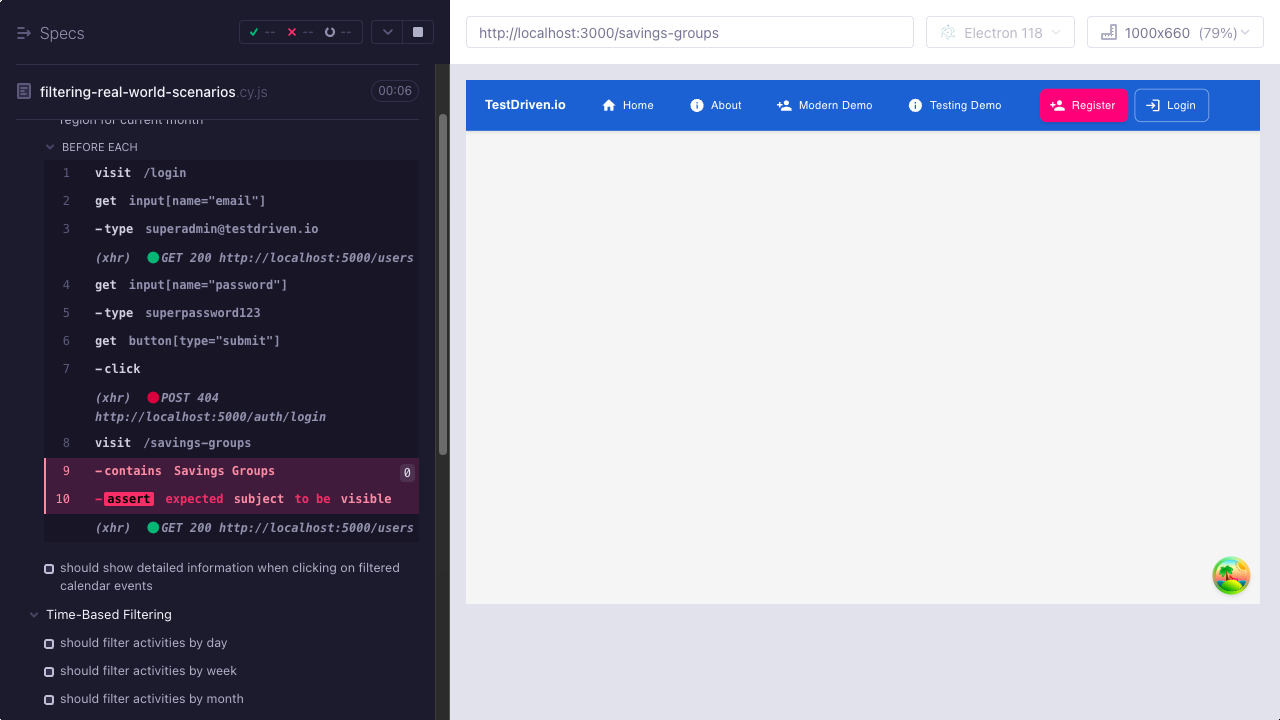 Specs
-- -- --
filtering-real-world-scenarios.cy.js
00:06
region for current month
BEFORE EACH
1 visit /login
2 get input[name="email"]
3 -type superadmin@testdriven.io
(xhr) GET 200 http://localhost:5000/users
4 get input[name="password"]
5 -type superpassword123
6 get button[type="submit"]
7 -click
(xhr) POST 404
http://localhost:5000/auth/login
8 visit /savings-groups
9 -contains Savings Groups 0
10 -assert expected subject to be visible
(xhr) GET 200 http://localhost:5000/users
should show detailed information when clicking on filtered
calendar events
Time-Based Filtering
should filter activities by day
should filter activities by week
should filter activities by month
http://localhost:3000/savings-groups
Electron 118
1000x660 (79%)
TestDriven.io Home About Modern Demo Testing Demo Register Login